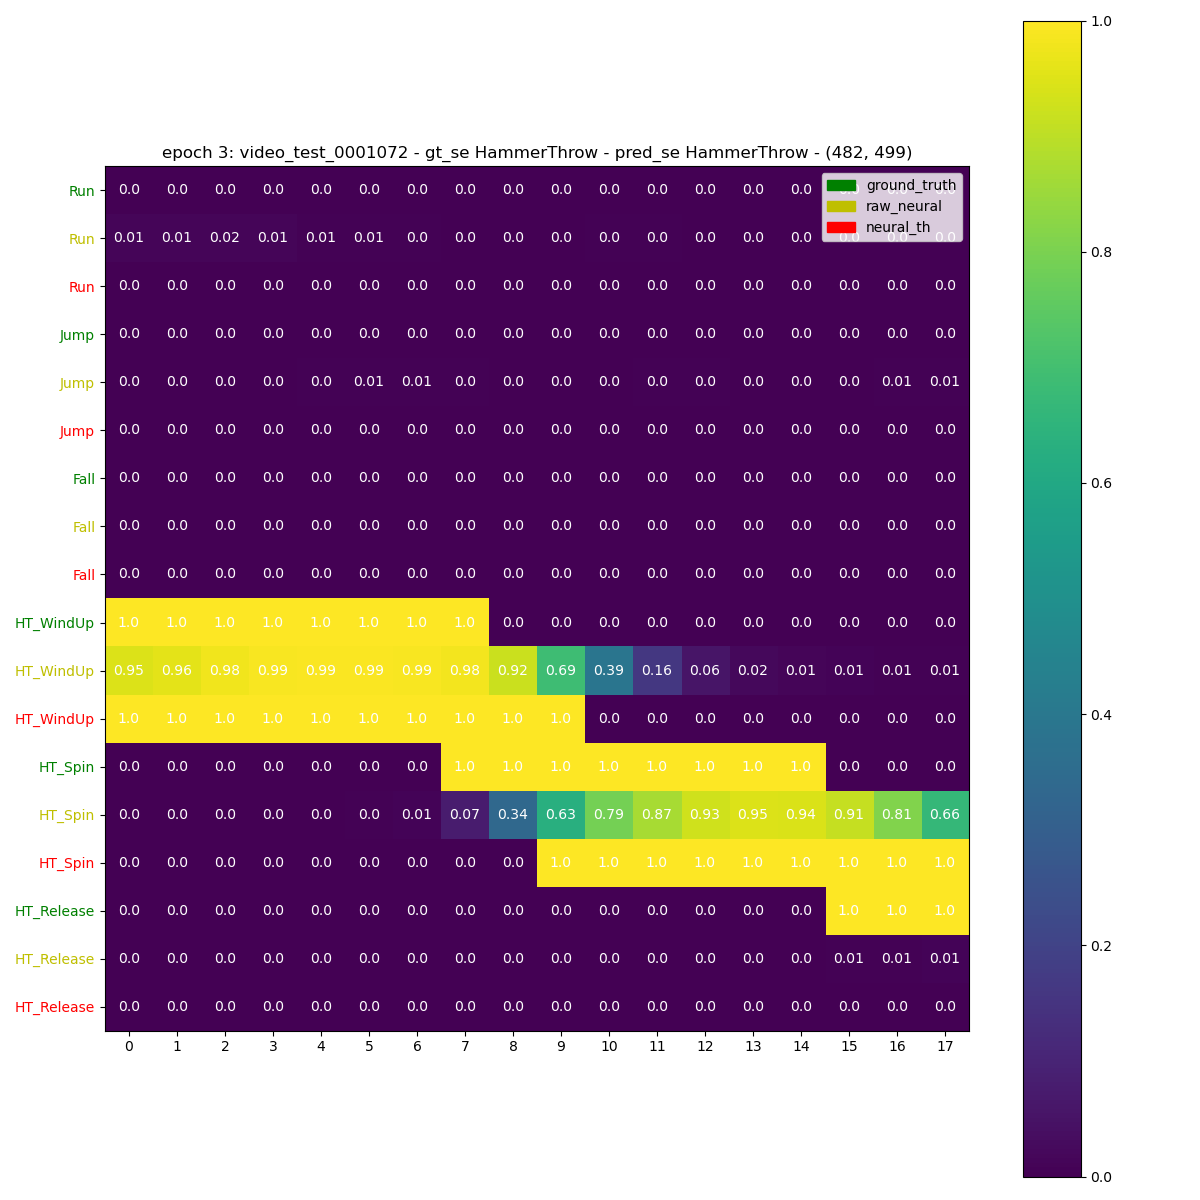 epoch 3: video_test_0001072 - gt_se HammerThrow - pred_se HammerThrow - (482, 499)
1.0
Run 0.0 0.0 0.0 0.0 0.0 0.0 0.0 0.0 0.0 0.0 0.0 0.0 0.0 0.0 0.0 0.0 0.0 0.0
ground_truth
raw_neural
neural_th
Run 0.01 0.01 0.02 0.01 0.01 0.01 0.0 0.0 0.0 0.0 0.0 0.0 0.0 0.0 0.0 0.0 0.0 0.0
0.8
Run 0.0 0.0 0.0 0.0 0.0 0.0 0.0 0.0 0.0 0.0 0.0 0.0 0.0 0.0 0.0 0.0 0.0 0.0
Jump 0.0 0.0 0.0 0.0 0.0 0.0 0.0 0.0 0.0 0.0 0.0 0.0 0.0 0.0 0.0 0.0 0.0 0.0
Jump 0.0 0.0 0.0 0.0 0.0 0.01 0.01 0.0 0.0 0.0 0.0 0.0 0.0 0.0 0.0 0.0 0.01 0.01
Jump 0.0 0.0 0.0 0.0 0.0 0.0 0.0 0.0 0.0 0.0 0.0 0.0 0.0 0.0 0.0 0.0 0.0 0.0
Fall 0.0 0.0 0.0 0.0 0.0 0.0 0.0 0.0 0.0 0.0 0.0 0.0 0.0 0.0 0.0 0.0 0.0 0.0
0.6
Fall 0.0 0.0 0.0 0.0 0.0 0.0 0.0 0.0 0.0 0.0 0.0 0.0 0.0 0.0 0.0 0.0 0.0 0.0
Fall 0.0 0.0 0.0 0.0 0.0 0.0 0.0 0.0 0.0 0.0 0.0 0.0 0.0 0.0 0.0 0.0 0.0 0.0
HT_WindUp 1.0 1.0 1.0 1.0 1.0 1.0 1.0 1.0 0.0 0.0 0.0 0.0 0.0 0.0 0.0 0.0 0.0 0.0
HT_WindUp 0.95 0.96 0.98 0.99 0.99 0.99 0.99 0.98 0.92 0.69 0.39 0.16 0.06 0.02 0.01 0.01 0.01 0.01
0.4
HT_WindUp 1.0 1.0 1.0 1.0 1.0 1.0 1.0 1.0 1.0 1.0 0.0 0.0 0.0 0.0 0.0 0.0 0.0 0.0
HT_Spin 0.0 0.0 0.0 0.0 0.0 0.0 0.0 1.0 1.0 1.0 1.0 1.0 1.0 1.0 1.0 0.0 0.0 0.0
HT_Spin 0.0 0.0 0.0 0.0 0.0 0.0 0.01 0.07 0.34 0.63 0.79 0.87 0.93 0.95 0.94 0.91 0.81 0.66
HT_Spin 0.0 0.0 0.0 0.0 0.0 0.0 0.0 0.0 0.0 1.0 1.0 1.0 1.0 1.0 1.0 1.0 1.0 1.0
HT_Release 0.0 0.0 0.0 0.0 0.0 0.0 0.0 0.0 0.0 0.0 0.0 0.0 0.0 0.0 0.0 1.0 1.0 1.0
0.2
HT_Release 0.0 0.0 0.0 0.0 0.0 0.0 0.0 0.0 0.0 0.0 0.0 0.0 0.0 0.0 0.0 0.01 0.01 0.01
HT_Release 0.0 0.0 0.0 0.0 0.0 0.0 0.0 0.0 0.0 0.0 0.0 0.0 0.0 0.0 0.0 0.0 0.0 0.0
0 1 2 3 4 5 6 7 8 9 10 11 12 13 14 15 16 17
0.0